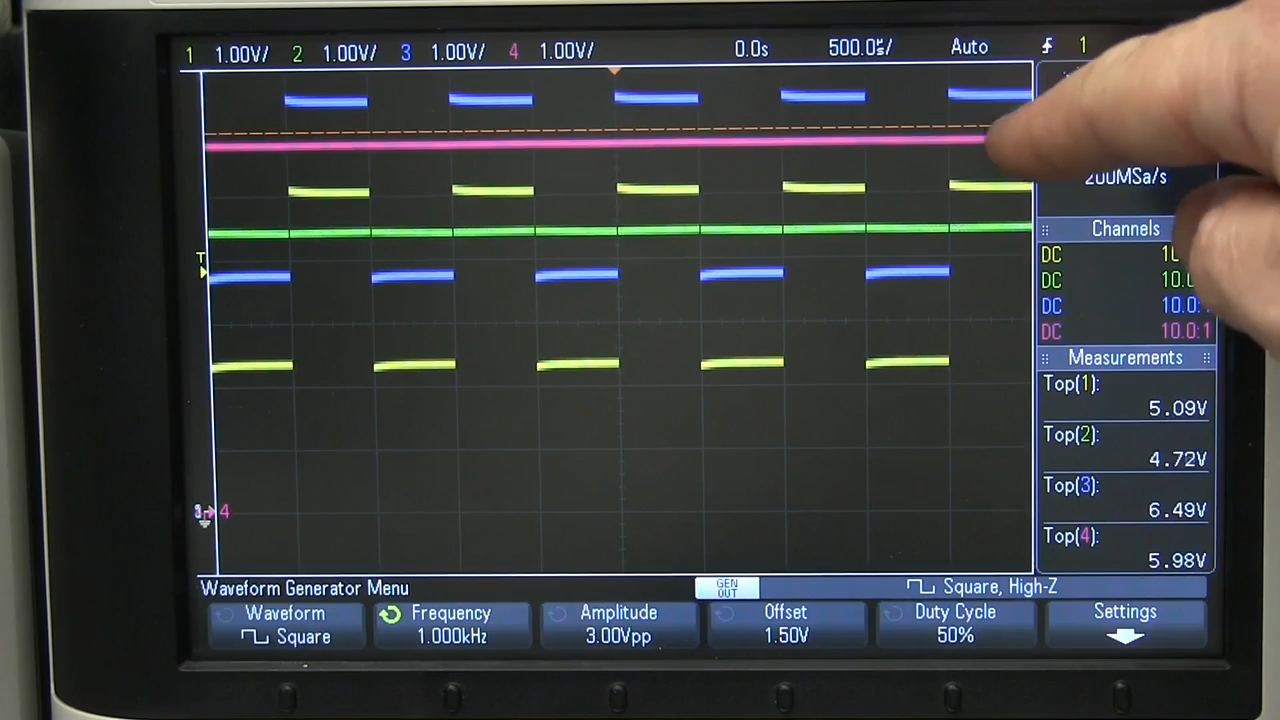 1 1.00V/ 2 1.00V/ 3 1.00V/ 4 1.00V/ 0.0s 500.0µs/ Auto 1
200MSa/s
T
Channels
DC
DC 10.0
DC 10.0:
DC 10.0:1
Measurements
Top(1):
5.09V
Top(2):
4.72V
Top(3):
6.49V
4
Top(4):
5.98V
Waveform Generator Menu GEN OUT Square, High-Z
Waveform Frequency Amplitude Offset Duty Cycle Settings
Square 1.000kHz 3.00Vpp 1.50V 50%